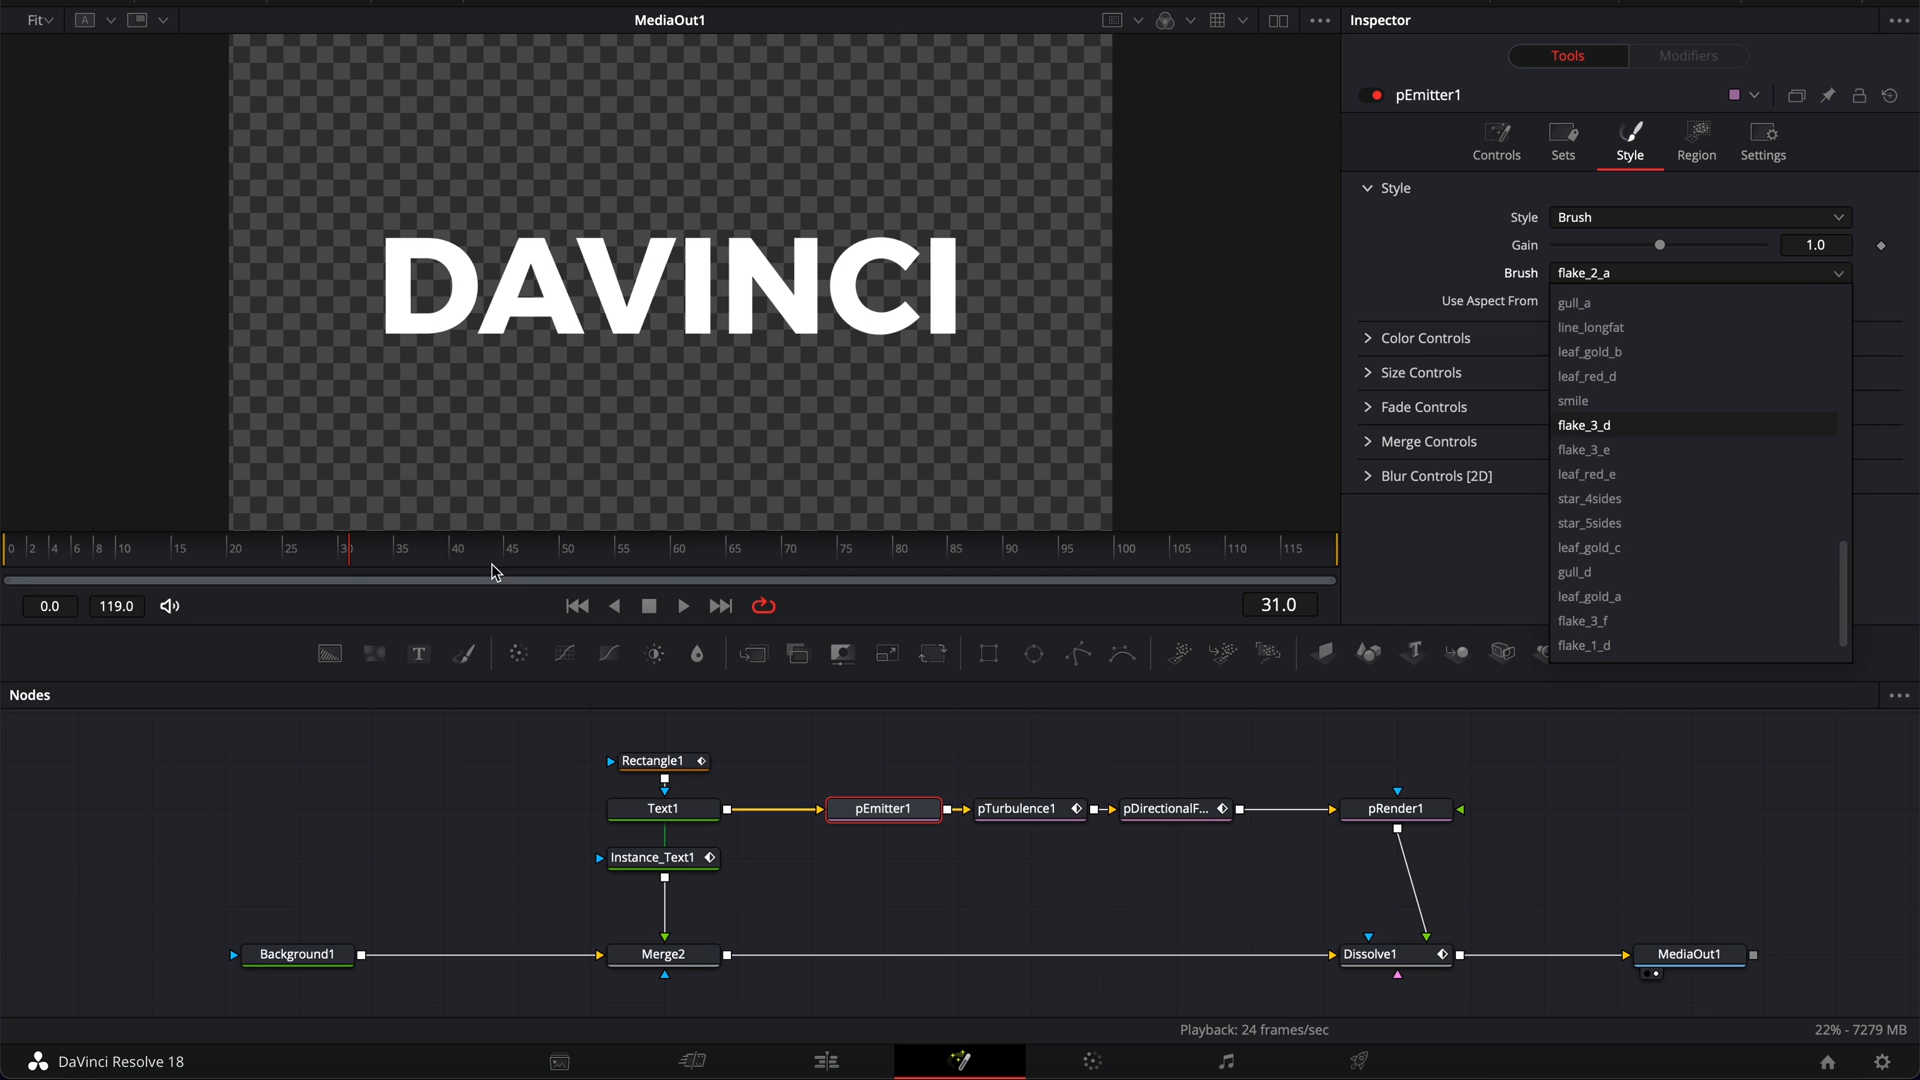 Fit
A
MediaOut1
Inspector
Tools
Modifiers
pEmitter1
Controls
Sets
Style
Region
Settings
Style
Style
Brush
Gain
1.0
Brush
flake_2_a
Use Aspect From
gull_a
line_longfat
leaf_gold_b
leaf_red_d
smile
flake_3_d
flake_3_e
leaf_red_e
star_4sides
star_5sides
leaf_gold_c
gull_d
leaf_gold_a
flake_3_f
flake_1_d
Color Controls
Size Controls
Fade Controls
Merge Controls
Blur Controls [2D]
DAVINCI
0 2 4 6 8 10 15 20 25 30 35 40 45 50 55 60 65 70 75 80 85 90 95 100 105 110 115
0.0
119.0
31.0
T
Nodes
Rectangle1
Text1
pEmitter1
pTurbulence1
pDirectionalF...
pRender1
Instance_Text1
Background1
Merge2
Dissolve1
MediaOut1
Playback: 24 frames/sec
22% - 7279 MB
DaVinci Resolve 18